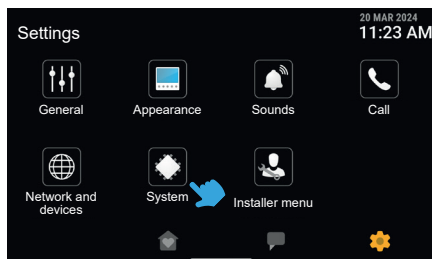 20 MAR 2024
Settings
11:23 AM
General
Appearance
Sounds
Call
Network and
devices
System
Installer menu